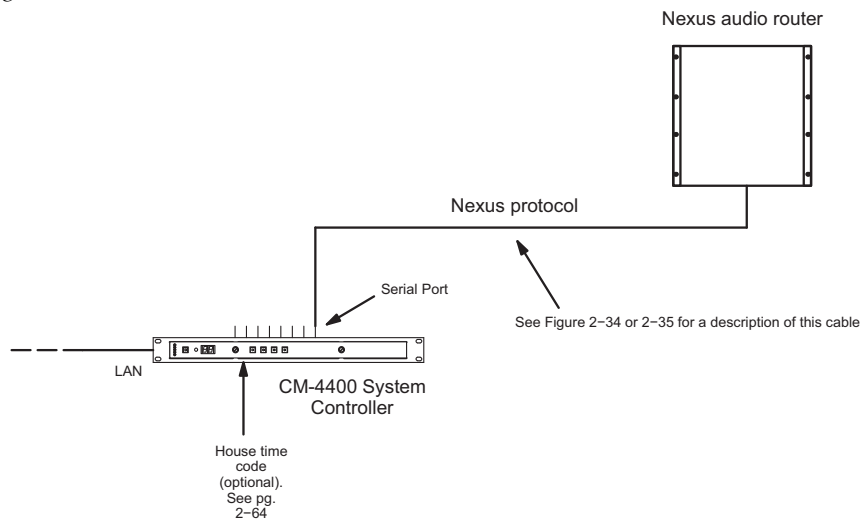 Nexus audio router
Nexus protocol
Serial Port
See Figure 2−34 or 2−35 for a description of this cable
LAN
CM-4400 System
Controller
House time
code
(optional).
See pg.
2−64